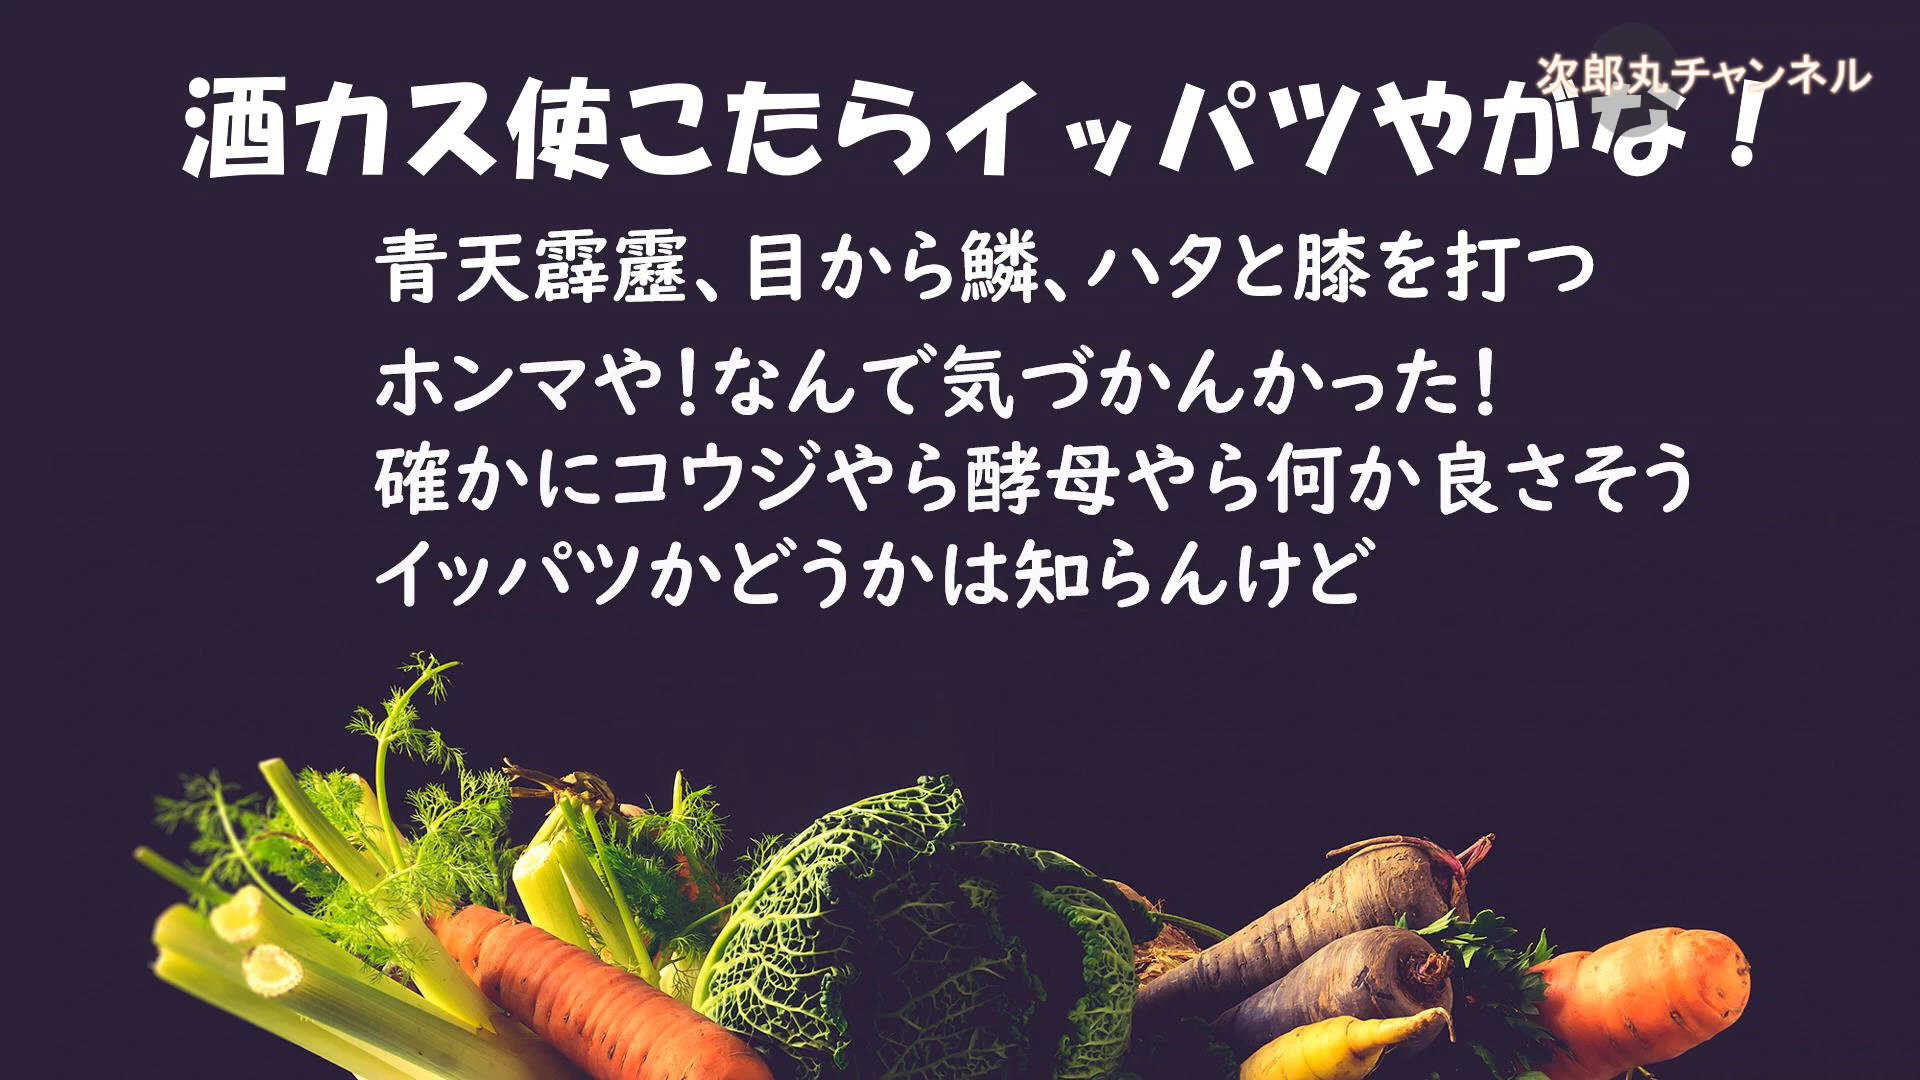 次郎丸チャンネル
酒カス使こたらイッパツやがな！
青天霹靂、目から鱗、ハタと膝を打つ
ホンマや！なんで気づかんかった！
確かにコウジやら酵母やら何か良さそう
イッパツかどうかは知らんけど